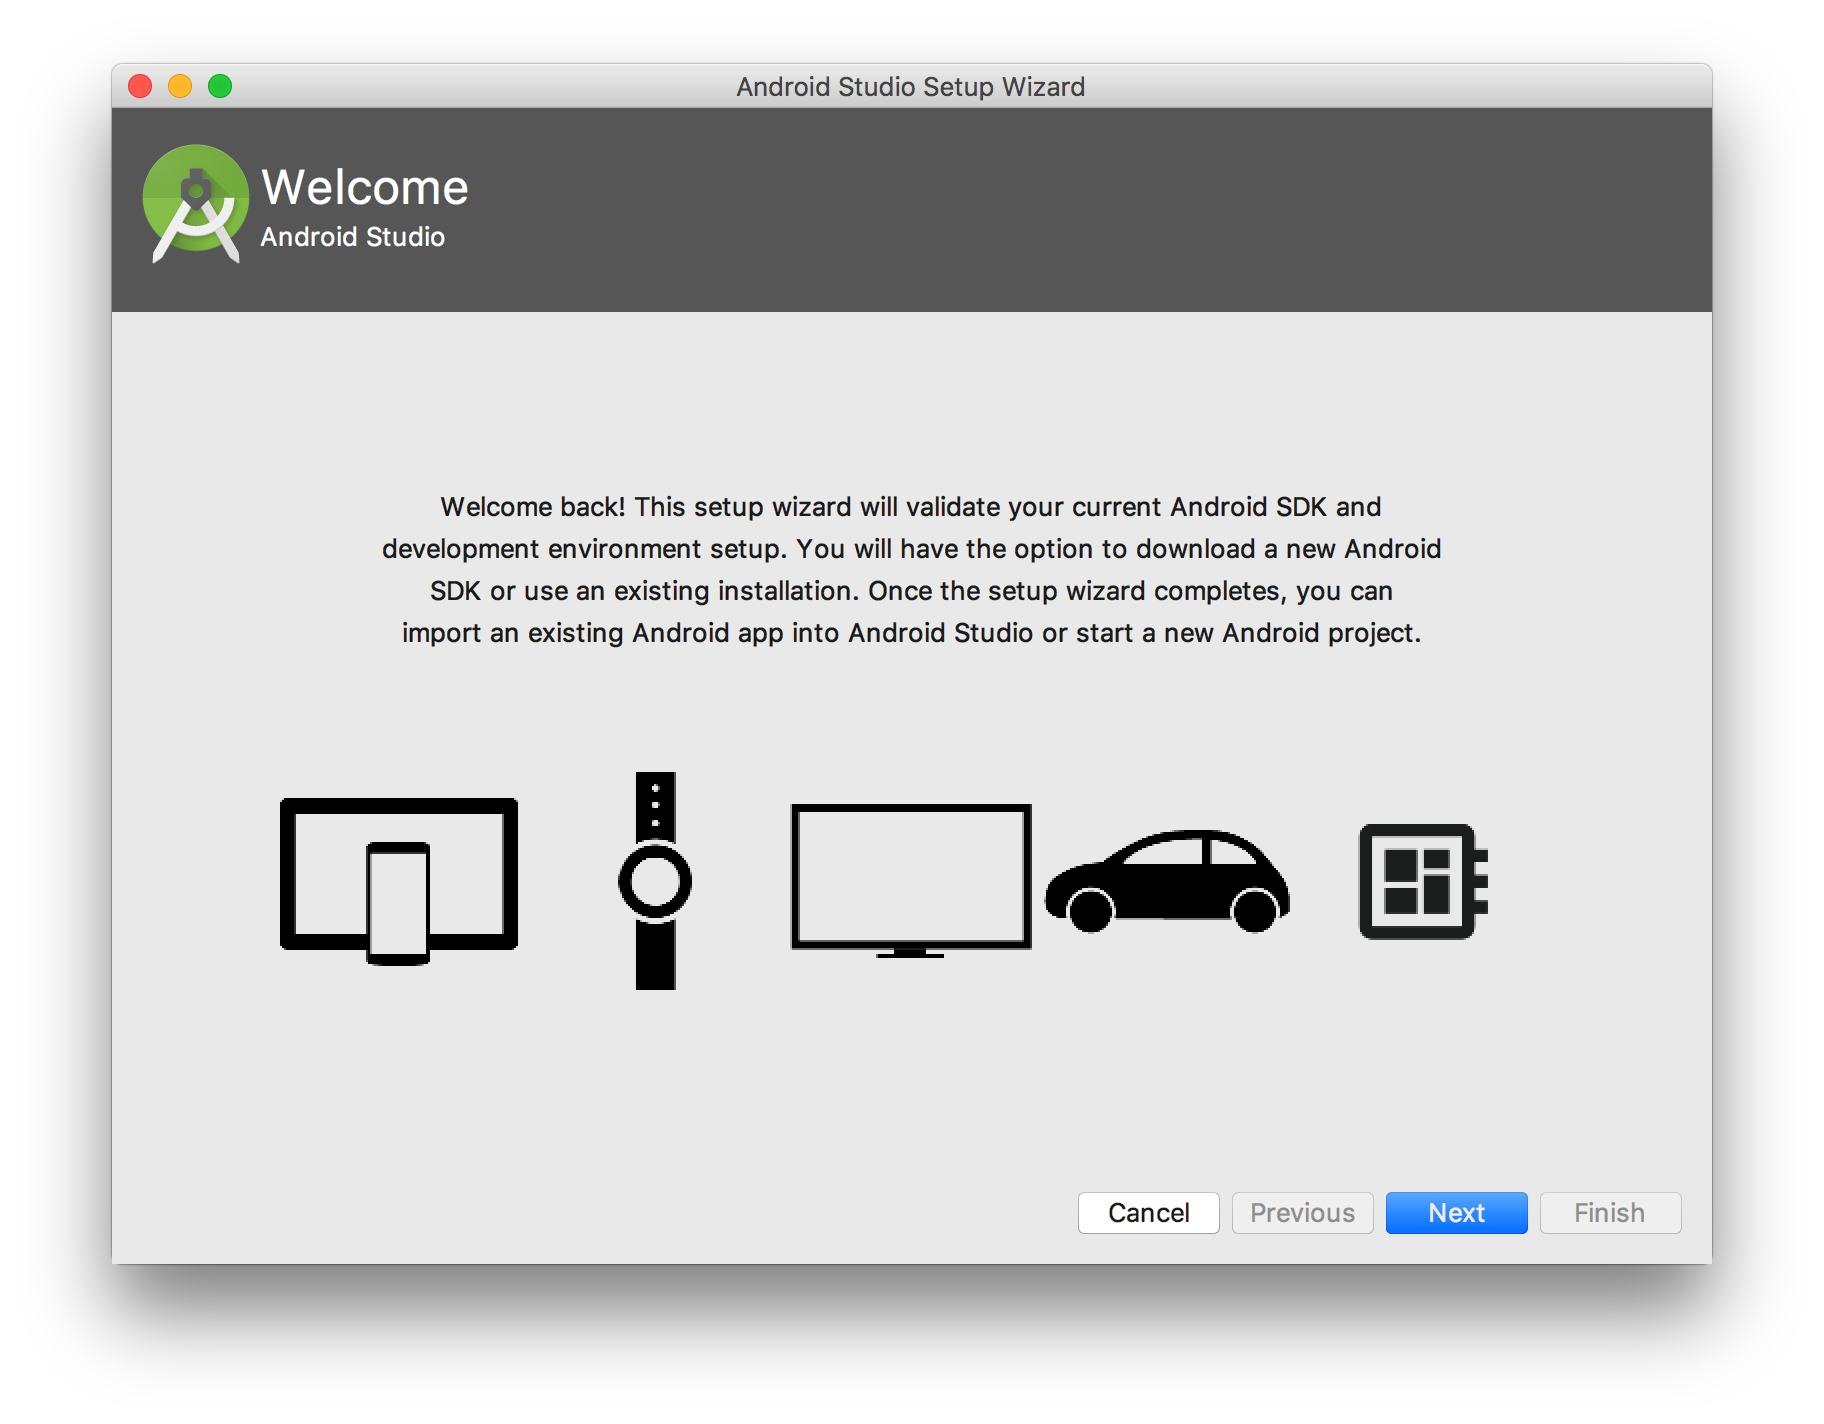 Android Studio Setup Wizard
Welcome
Android Studio
Welcome back! This setup wizard will validate your current Android SDK and
development environment setup. You will have the option to download a new Android
SDK or use an existing installation. Once the setup wizard completes, you can
import an existing Android app into Android Studio or start a new Android project.
Cancel Previous Next Finish